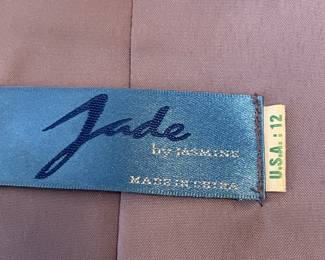 Jade
by JASMINE
MADE IN CHINA
U.S.A. : 12